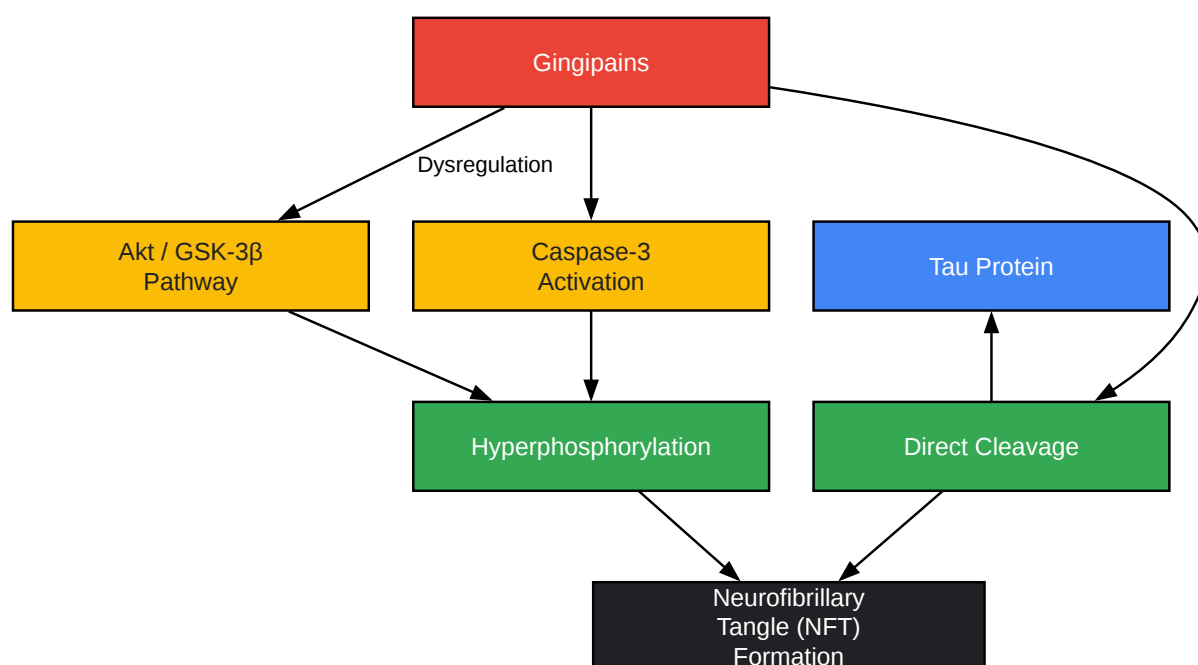 Gingipains
Dysregulation
Akt / GSK-3β
Pathway
Caspase-3
Activation
Tau Protein
Hyperphosphorylation
Direct Cleavage
Neurofibrillary
Tangle (NFT)
Formation